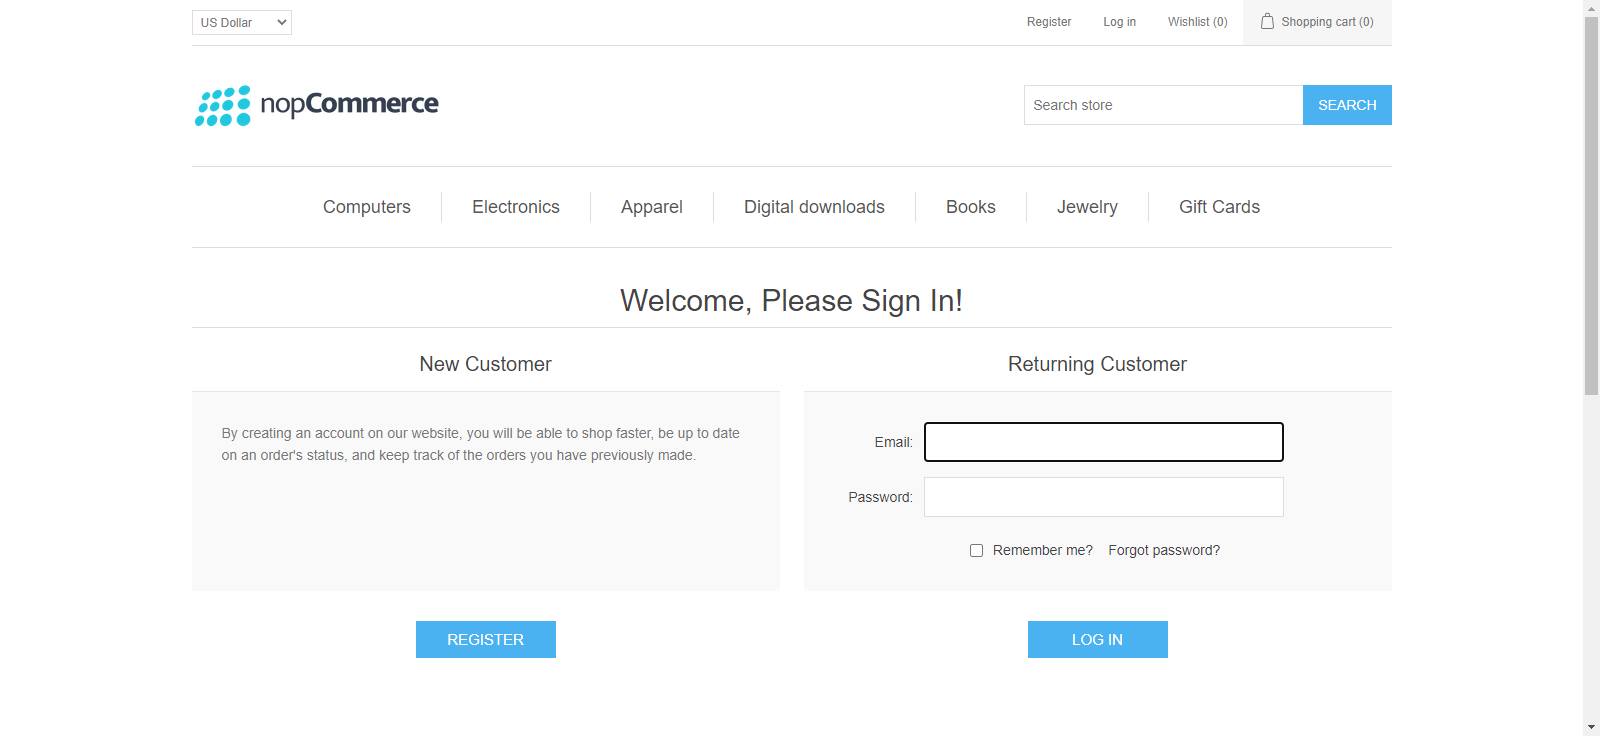 US Dollar
Register
Log in
Wishlist (0)
Shopping cart (0)
nopCommerce
Search store
SEARCH
Computers
Electronics
Apparel
Digital downloads
Books
Jewelry
Gift Cards
Welcome, Please Sign In!
New Customer
By creating an account on our website, you will be able to shop faster, be up to date
on an order's status, and keep track of the orders you have previously made.
REGISTER
Returning Customer
Email:
Password:
Remember me?
Forgot password?
LOG IN